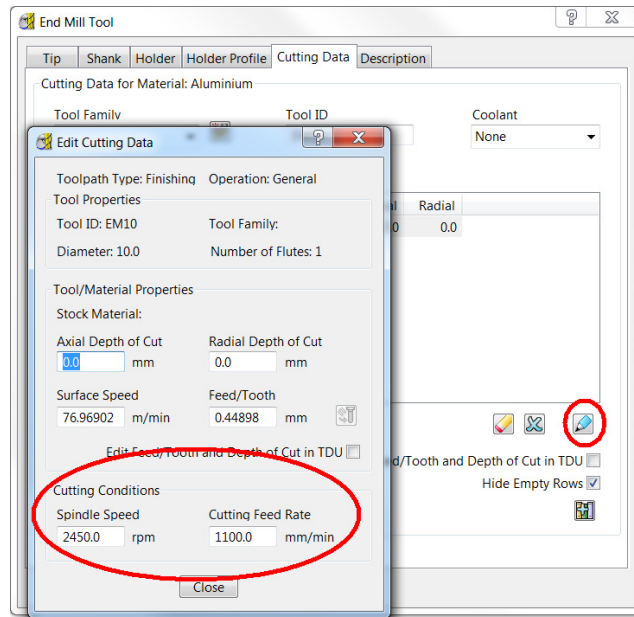 End Mill Tool
Tip Shank Holder Holder Profile Cutting Data Description
Cutting Data for Material: Aluminium
Tool Family Tool ID Coolant
None
Edit Cutting Data
Toolpath Type: Finishing Operation: General
Tool Properties
Tool ID: EM10 Tool Family:
Diameter: 10.0 Number of Flutes: 1
Radial
0 0.0
Tool/Material Properties
Stock Material:
Axial Depth of Cut Radial Depth of Cut
0.0 mm 0.0 mm
Surface Speed Feed/Tooth
76.96902 m/min 0.44898 mm
Edit Feed/Tooth and Depth of Cut in TDU
d/Tooth and Depth of Cut in TDU
Hide Empty Rows
Cutting Conditions
Spindle Speed Cutting Feed Rate
2450.0 rpm 1100.0 mm/min
Close